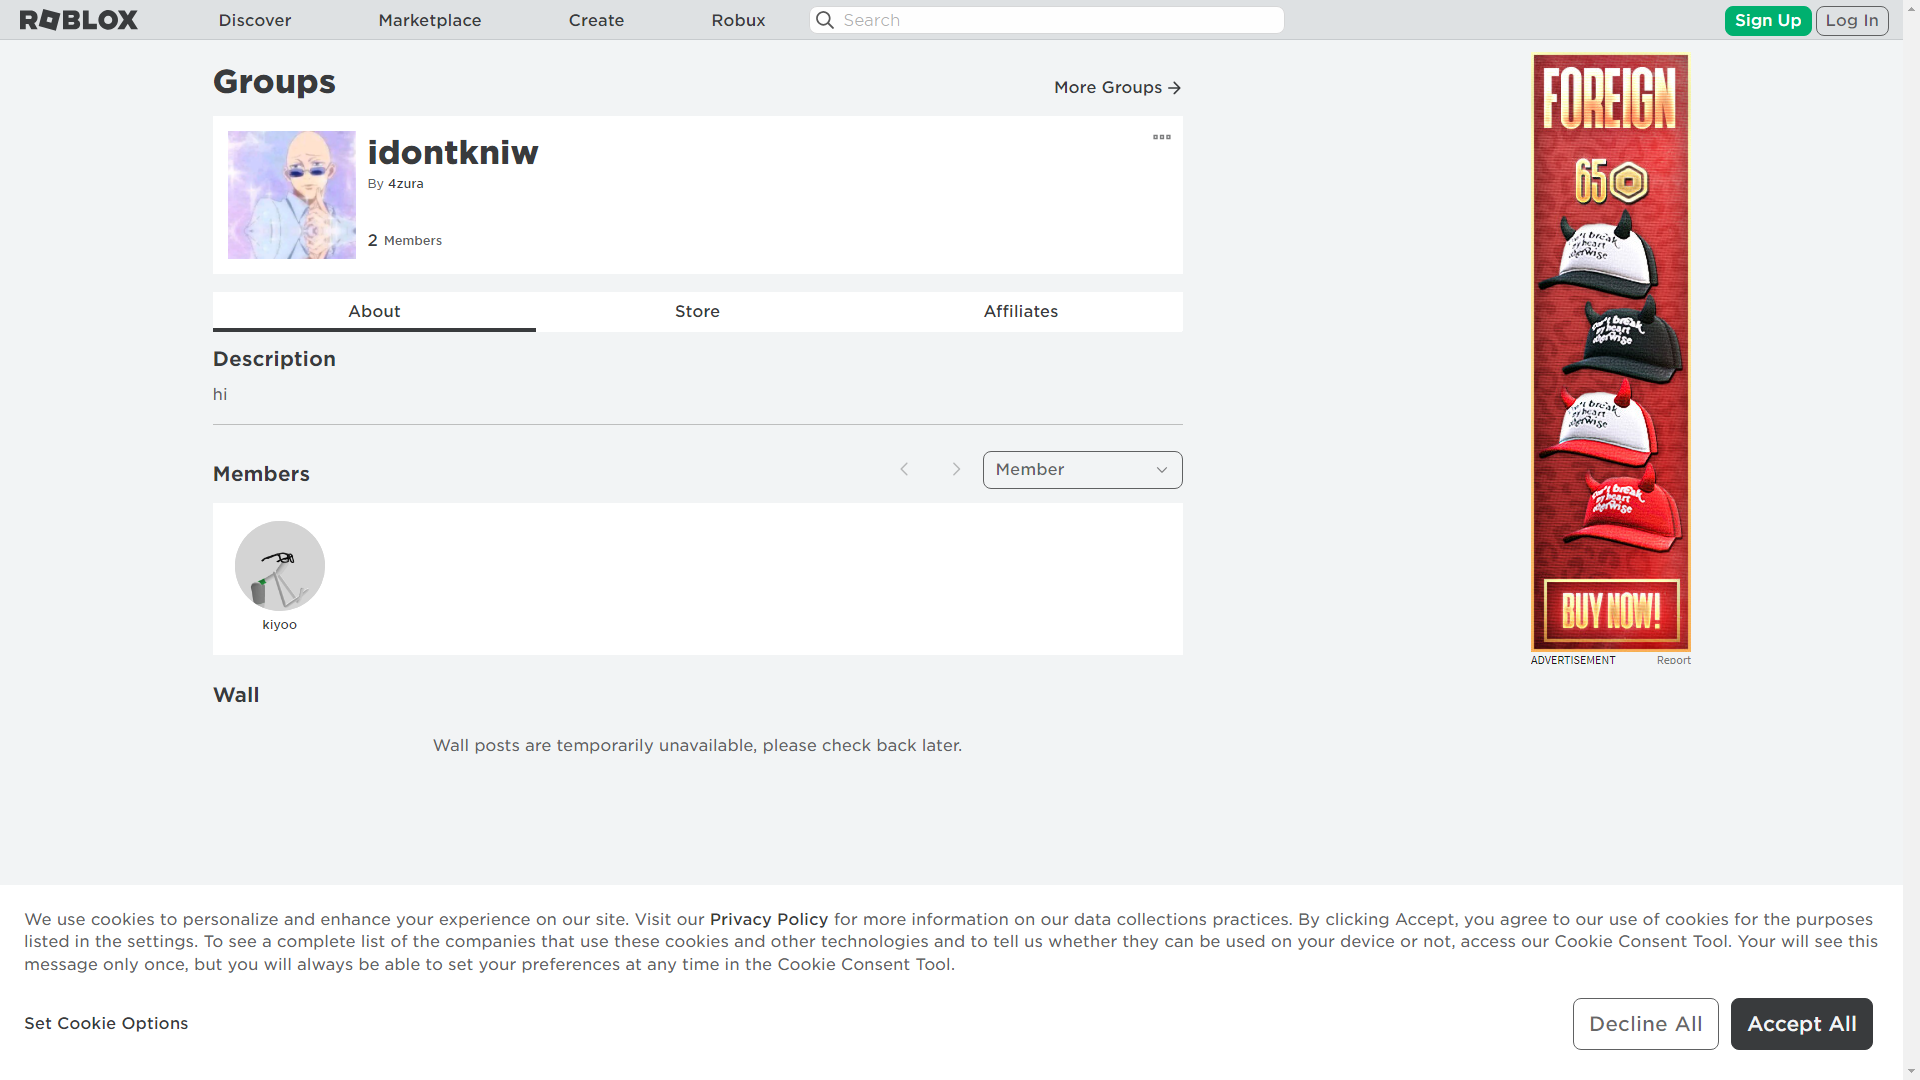 ROBLOX
Discover
Marketplace
Create
Robux
Search
Sign Up
Log In
Groups
More Groups
idontkniw
By 4zura
2 Members
About
Store
Affiliates
Description
hi
Members
Member
kiyoo
Wall
Wall posts are temporarily unavailable, please check back later.
FOREIGN
65
BUY NOW!
ADVERTISEMENT
Report
We use cookies to personalize and enhance your experience on our site. Visit our Privacy Policy for more information on our data collections practices. By clicking Accept, you agree to our use of cookies for the purposes
listed in the settings. To see a complete list of the companies that use these cookies and other technologies and to tell us whether they can be used on your device or not, access our Cookie Consent Tool. Your will see this
message only once, but you will always be able to set your preferences at any time in the Cookie Consent Tool.
Set Cookie Options
Decline All
Accept All